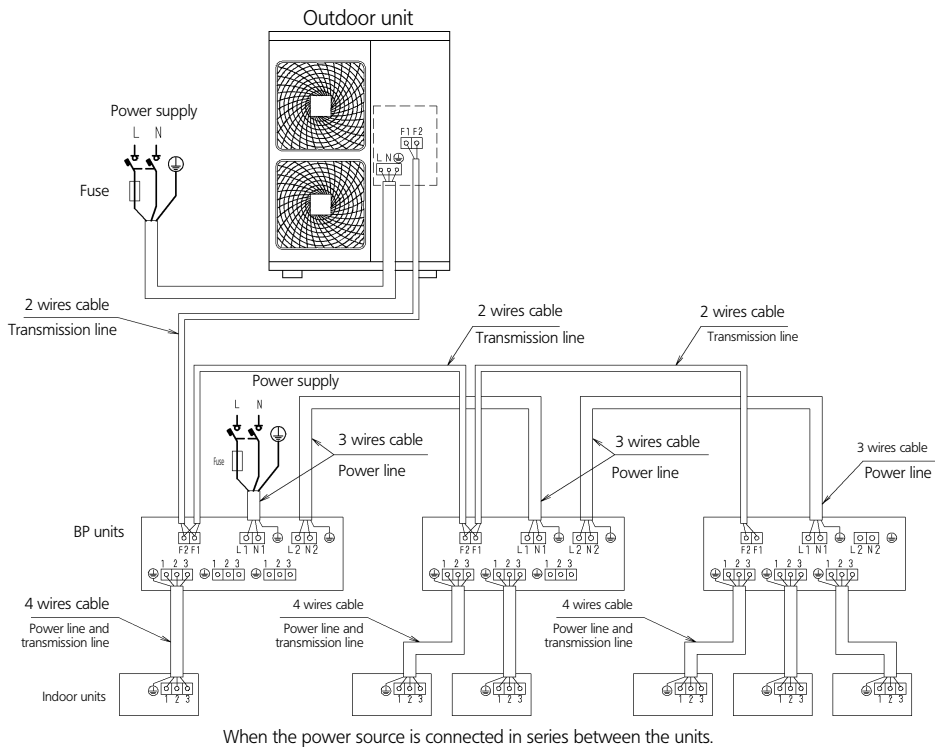 Outdoor unit
Power supply
L N
Fuse
F1 F2
L N
2 wires cable
Transmission line
2 wires cable
Transmission line
2 wires cable
Transmission line
Power supply
L N
Fuse
3 wires cable
Power line
3 wires cable
Power line
3 wires cable
Power line
BP units
F2 F1
L1 N1
L2 N2
F2 F1
L1 N1
L2 N2
F2 F1
L1 N1
L2 N2
1 2 3
1 2 3
1 2 3
1 2 3
1 2 3
1 2 3
1 2 3
1 2 3
1 2 3
4 wires cable
Power line and
transmission line
4 wires cable
Power line and
transmission line
4 wires cable
Power line and
transmission line
Indoor units
1 2 3
1 2 3
1 2 3
1 2 3
1 2 3
1 2 3
When the power source is connected in series between the units.